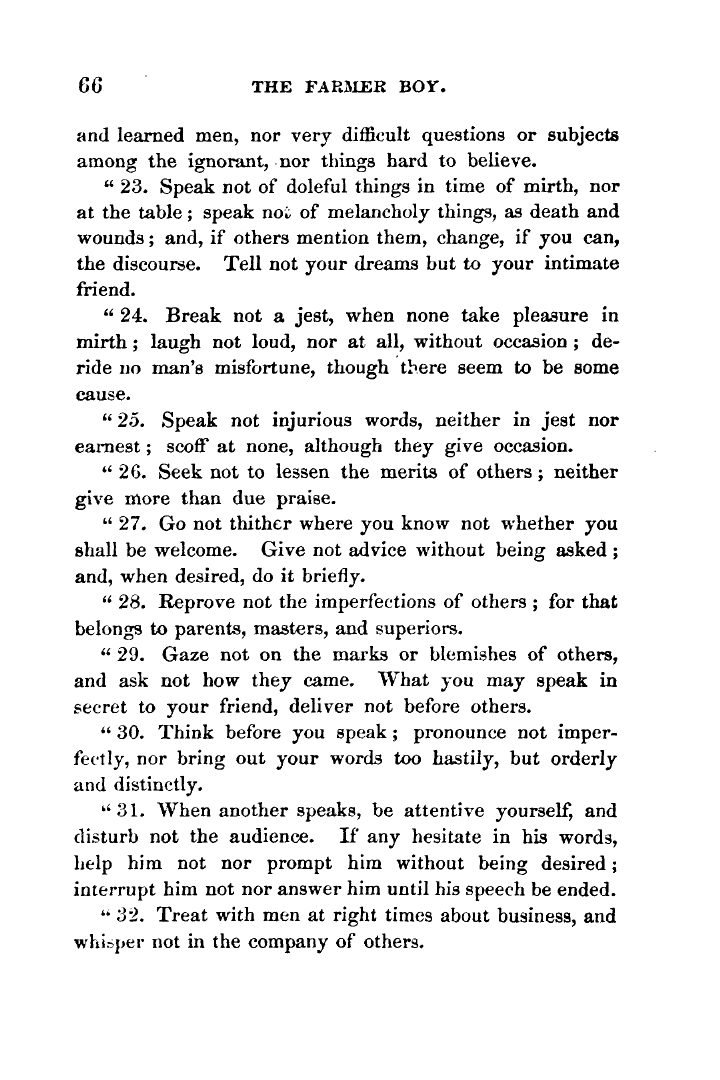 66 THE FARMER BOY.
and learned men, nor very difficult questions or subjects
among the ignorant, nor things hard to believe.
“ 23. Speak not of doleful things in time of mirth, nor
at the table ; speak not of melancholy things, as death and
wounds ; and, if others mention them, change, if you can,
the discourse. Tell not your dreams but to your intimate
friend.
“ 24. Break not a jest, when none take pleasure in
mirth ; laugh not loud, nor at all, without occasion ; de-
ride no man's misfortune, though there seem to be some
cause.
“ 25. Speak not injurious words, neither in jest nor
earnest ; scoff at none, although they give occasion.
“ 26. Seek not to lessen the merits of others ; neither
give more than due praise.
“ 27. Go not thither where you know not whether you
shall be welcome. Give not advice without being asked ;
and, when desired, do it briefly.
“ 28. Reprove not the imperfections of others ; for that
belongs to parents, masters, and superiors.
“ 29. Gaze not on the marks or blemishes of others,
and ask not how they came. What you may speak in
secret to your friend, deliver not before others.
“ 30. Think before you speak ; pronounce not imper-
fectly, nor bring out your words too hastily, but orderly
and distinctly.
“ 31. When another speaks, be attentive yourself, and
disturb not the audience. If any hesitate in his words,
help him not nor prompt him without being desired ;
interrupt him not nor answer him until his speech be ended.
“ 32. Treat with men at right times about business, and
whisper not in the company of others.